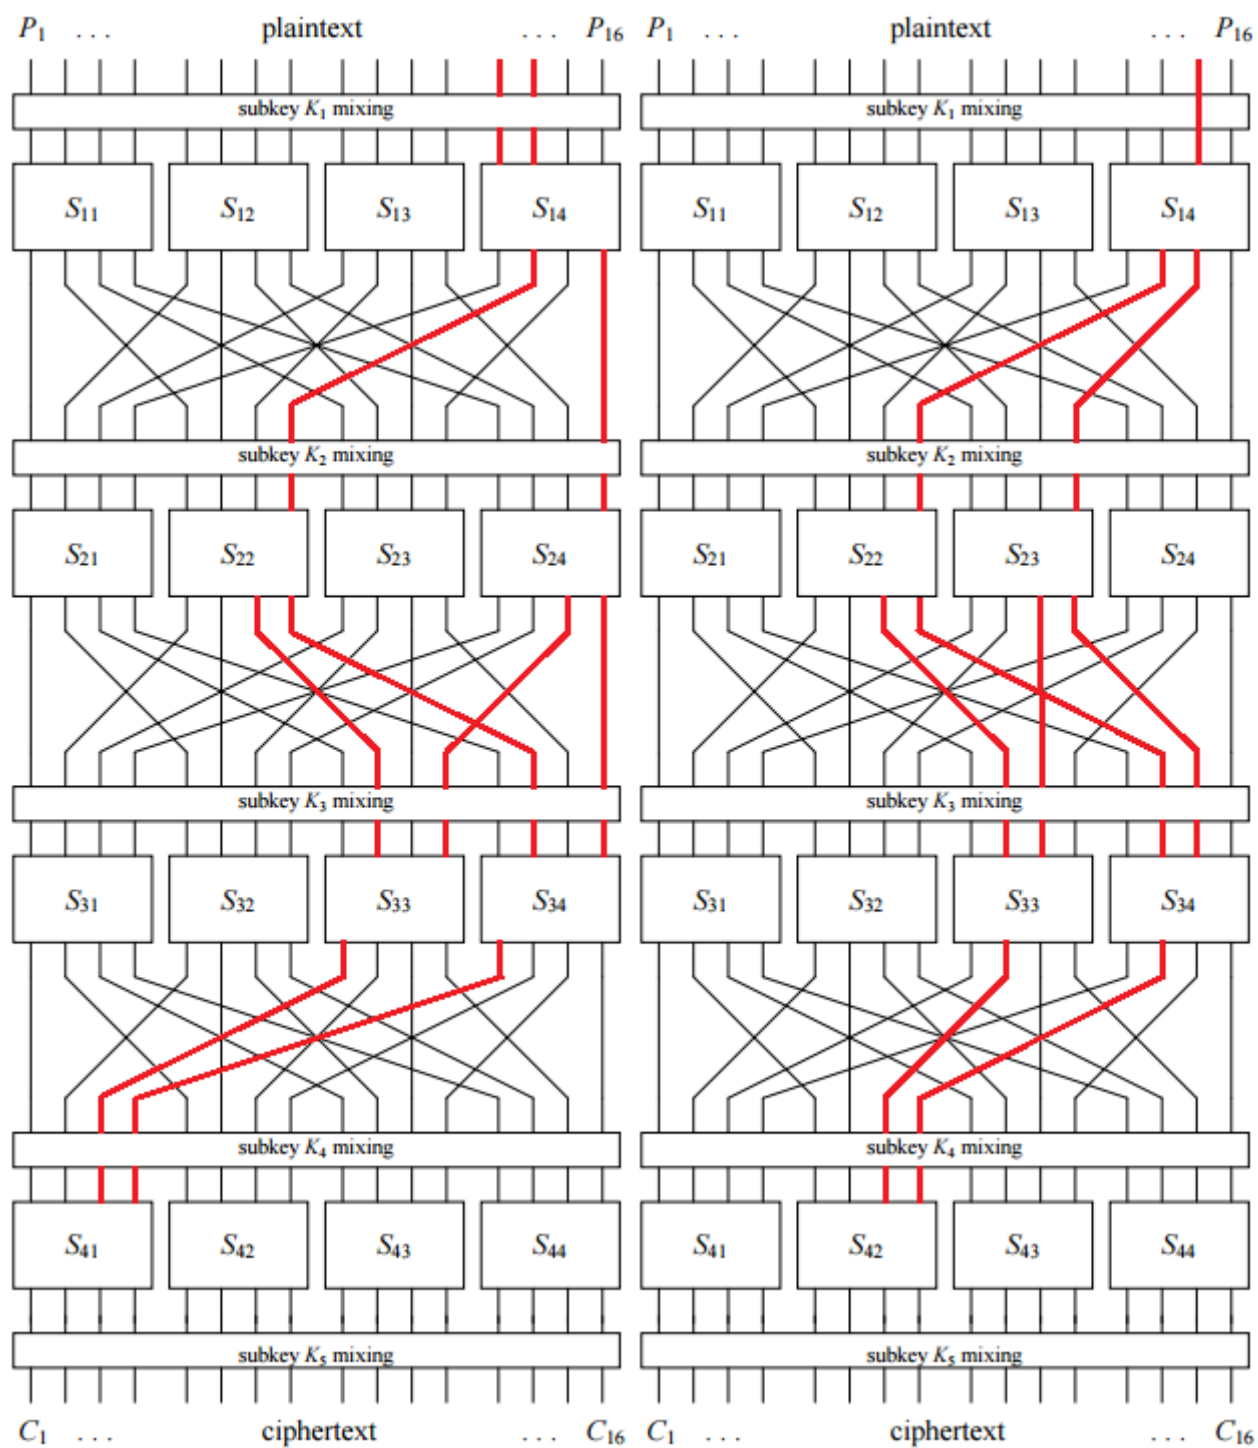 P₁ ... plaintext ... P₁₆ P₁ ... plaintext ... P₁₆
subkey K₁ mixing subkey K₁ mixing
S₁₁ S₁₂ S₁₃ S₁₄ S₁₁ S₁₂ S₁₃ S₁₄
subkey K₂ mixing subkey K₂ mixing
S₂₁ S₂₂ S₂₃ S₂₄ S₂₁ S₂₂ S₂₃ S₂₄
subkey K₃ mixing subkey K₃ mixing
S₃₁ S₃₂ S₃₃ S₃₄ S₃₁ S₃₂ S₃₃ S₃₄
subkey K₄ mixing subkey K₄ mixing
S₄₁ S₄₂ S₄₃ S₄₄ S₄₁ S₄₂ S₄₃ S₄₄
subkey K₅ mixing subkey K₅ mixing
C₁ ... ciphertext ... C₁₆ C₁ ... ciphertext ... C₁₆